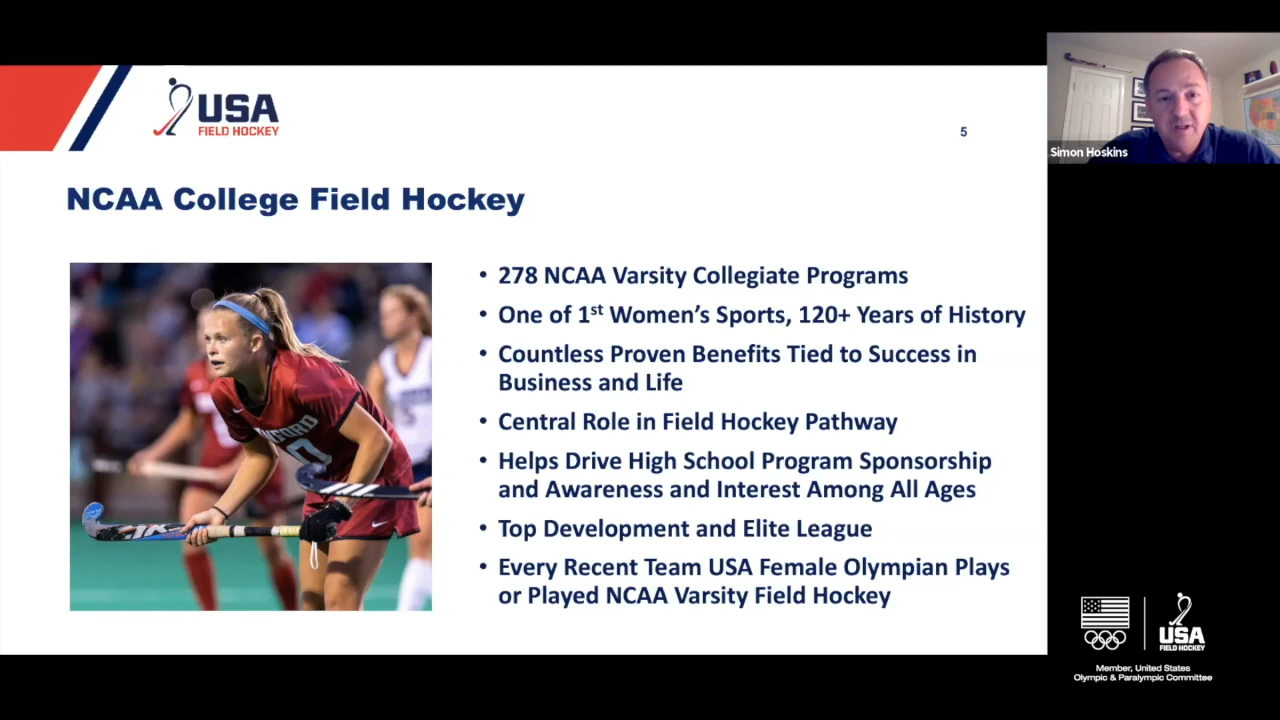 USA
FIELD HOCKEY
5
Simon Hoskins
NCAA College Field Hockey
• 278 NCAA Varsity Collegiate Programs
• One of 1st Women’s Sports, 120+ Years of History
• Countless Proven Benefits Tied to Success in
Business and Life
• Central Role in Field Hockey Pathway
• Helps Drive High School Program Sponsorship
and Awareness and Interest Among All Ages
• Top Development and Elite League
• Every Recent Team USA Female Olympian Plays
or Played NCAA Varsity Field Hockey
USA
FIELD HOCKEY
Member, United States
Olympic & Paralympic Committee